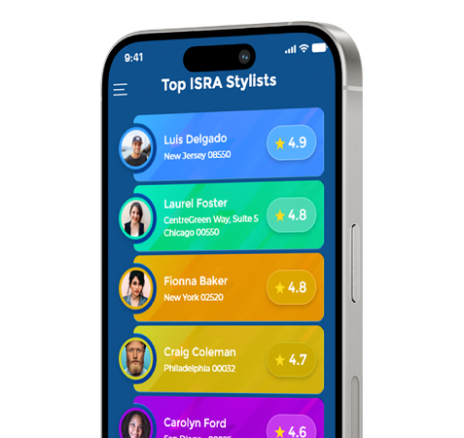 9:41
Top ISRA Stylists
Luis Delgado
4.9
New Jersey 08550
Laurel Foster
4.8
CentreGreen Way, Suite 5
Chicago 00550
Fionna Baker
4.8
New York 02520
Craig Coleman
4.7
Philadelphia 00032
Carolyn Ford
4.6
San Diego